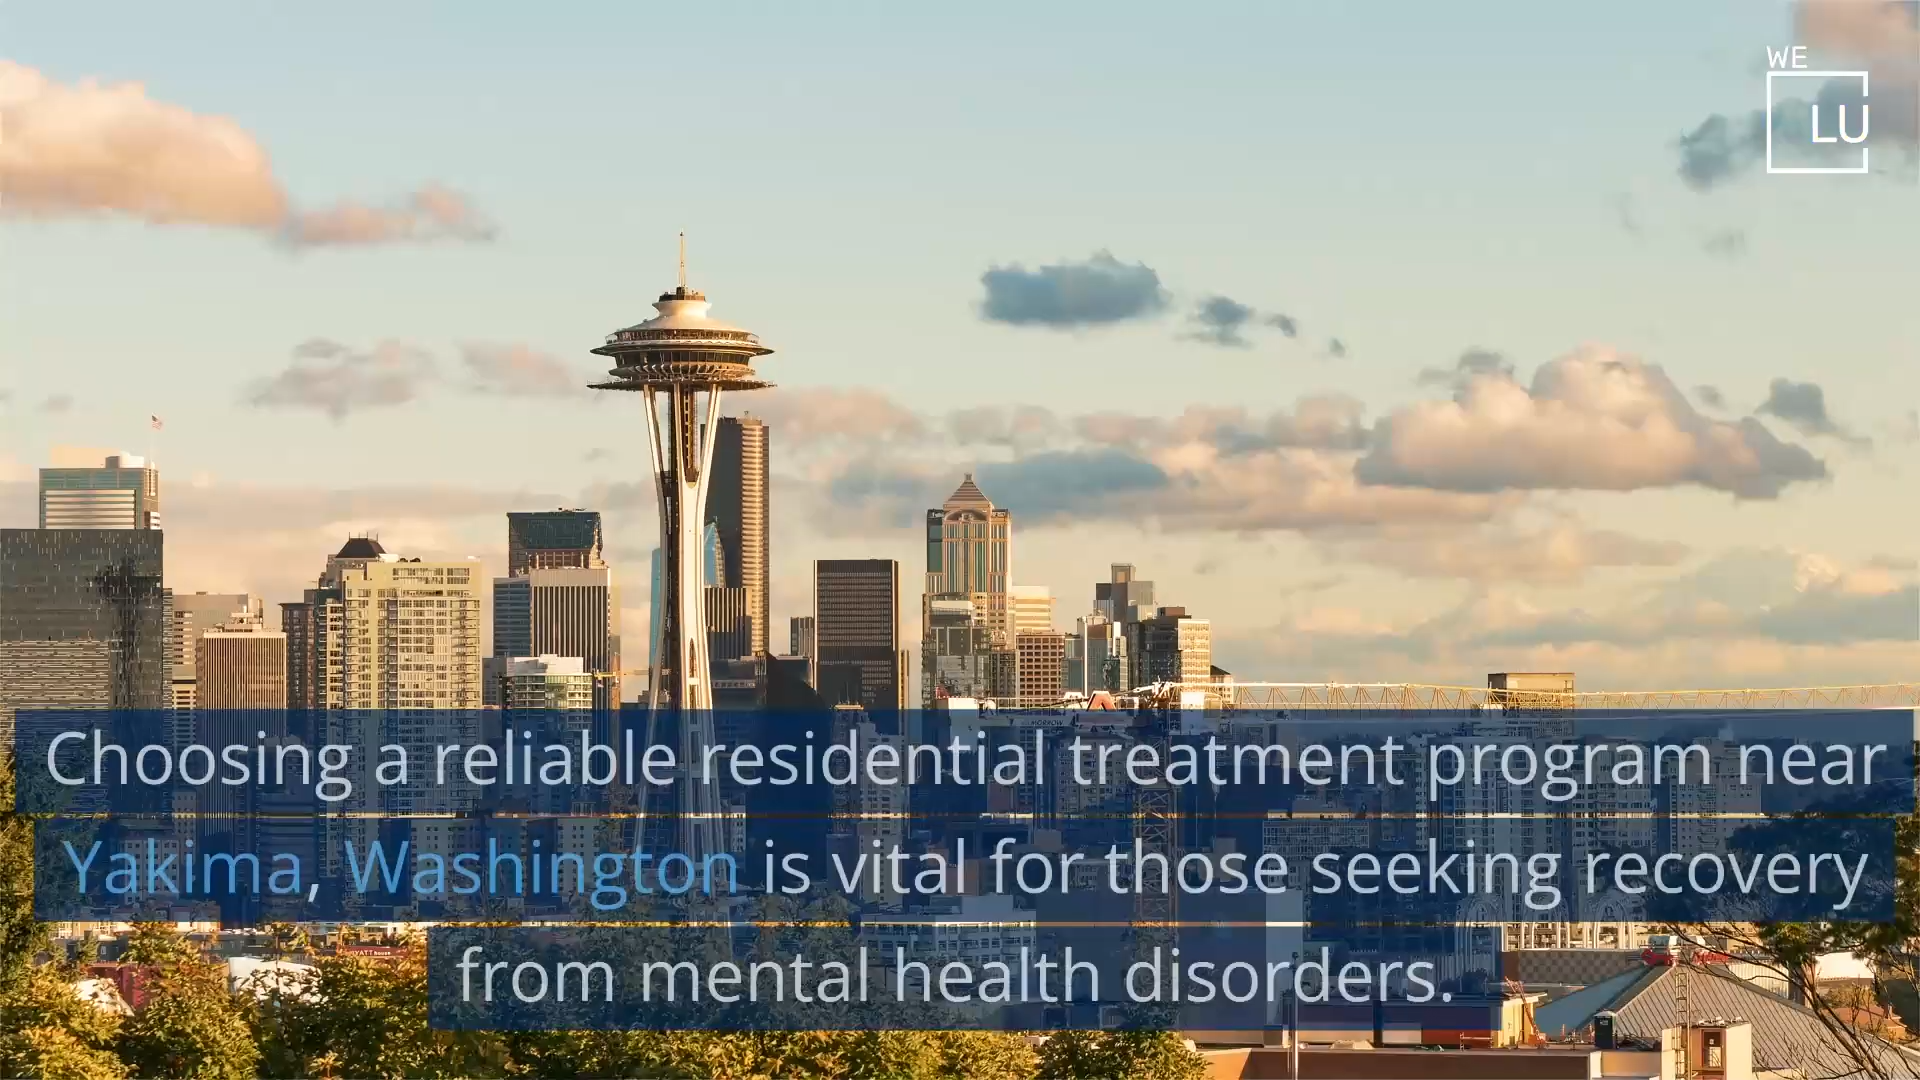 WE
LU
Choosing a reliable residential treatment program near
Yakima, Washington is vital for those seeking recovery
from mental health disorders.